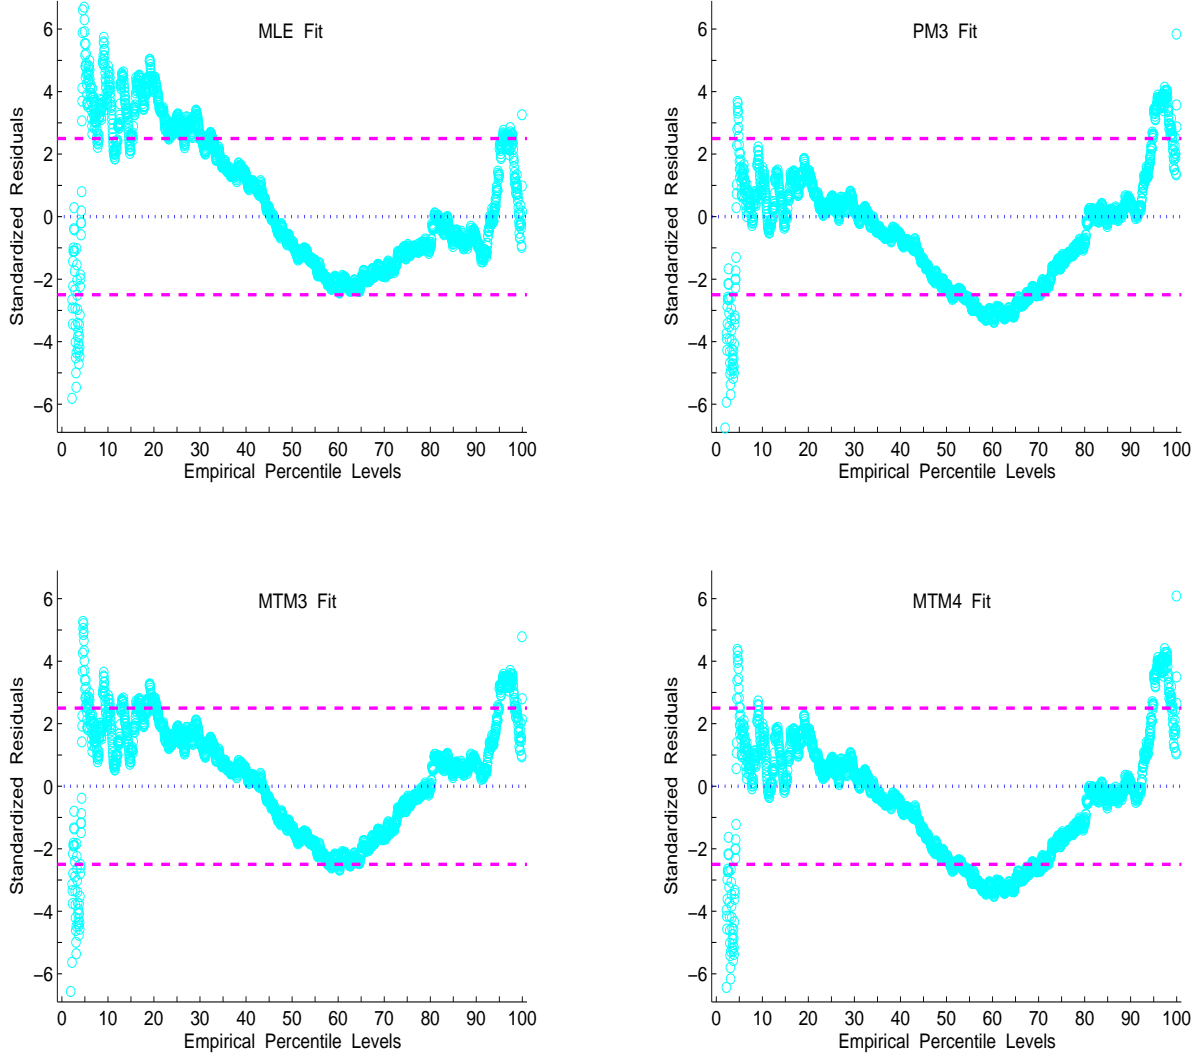 MLE Fit
Standardized Residuals
6
4
2
0
−2
−4
−6
0 10 20 30 40 50 60 70 80 90 100
Empirical Percentile Levels
PM3 Fit
Standardized Residuals
6
4
2
0
−2
−4
−6
0 10 20 30 40 50 60 70 80 90 100
Empirical Percentile Levels
MTM3 Fit
Standardized Residuals
6
4
2
0
−2
−4
−6
0 10 20 30 40 50 60 70 80 90 100
Empirical Percentile Levels
MTM4 Fit
Standardized Residuals
6
4
2
0
−2
−4
−6
0 10 20 30 40 50 60 70 80 90 100
Empirical Percentile Levels